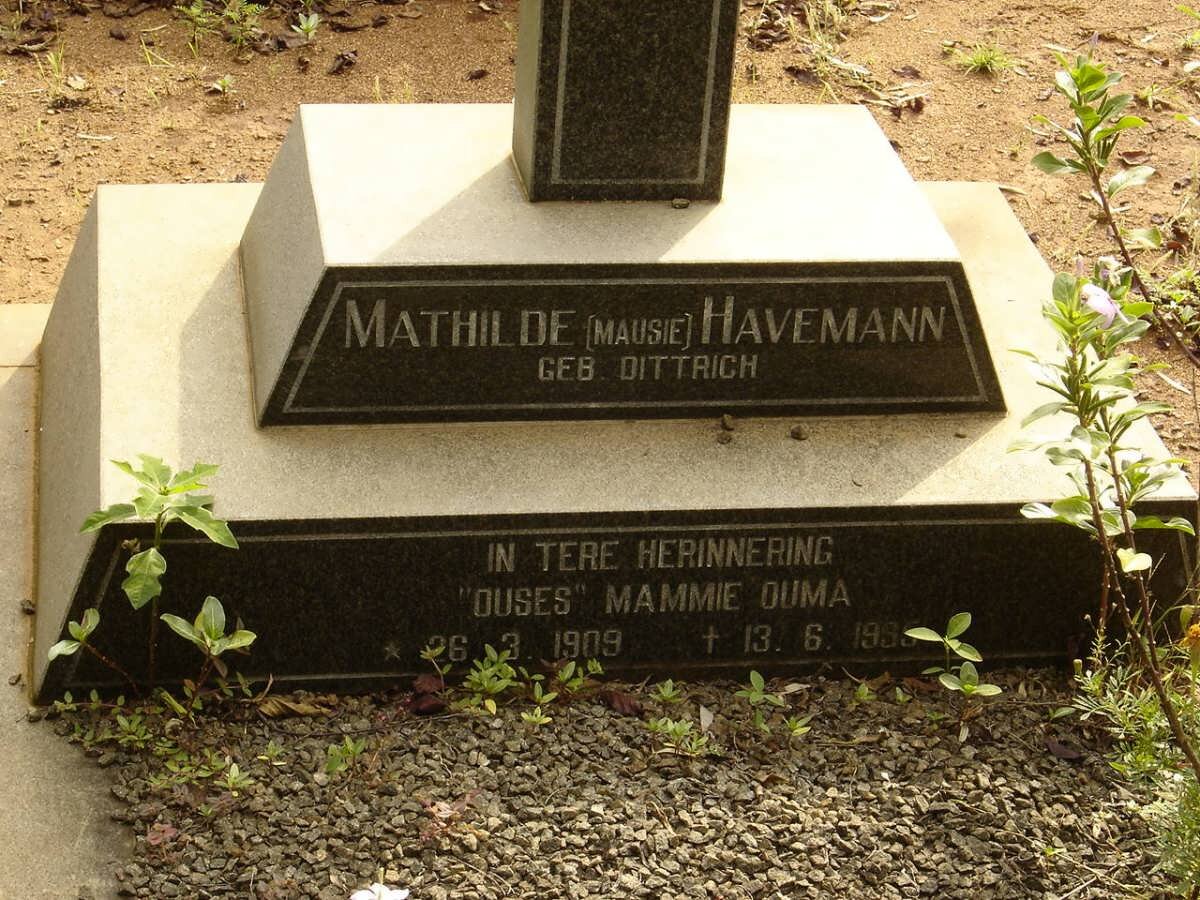 MATHILDE [MAUSIE] HAVEMANN
GEB. DITTRICH
IN TERE HERINNERING
"OUSES" MAMMIE OUMA
* 26. 3. 1909 † 13. 6.